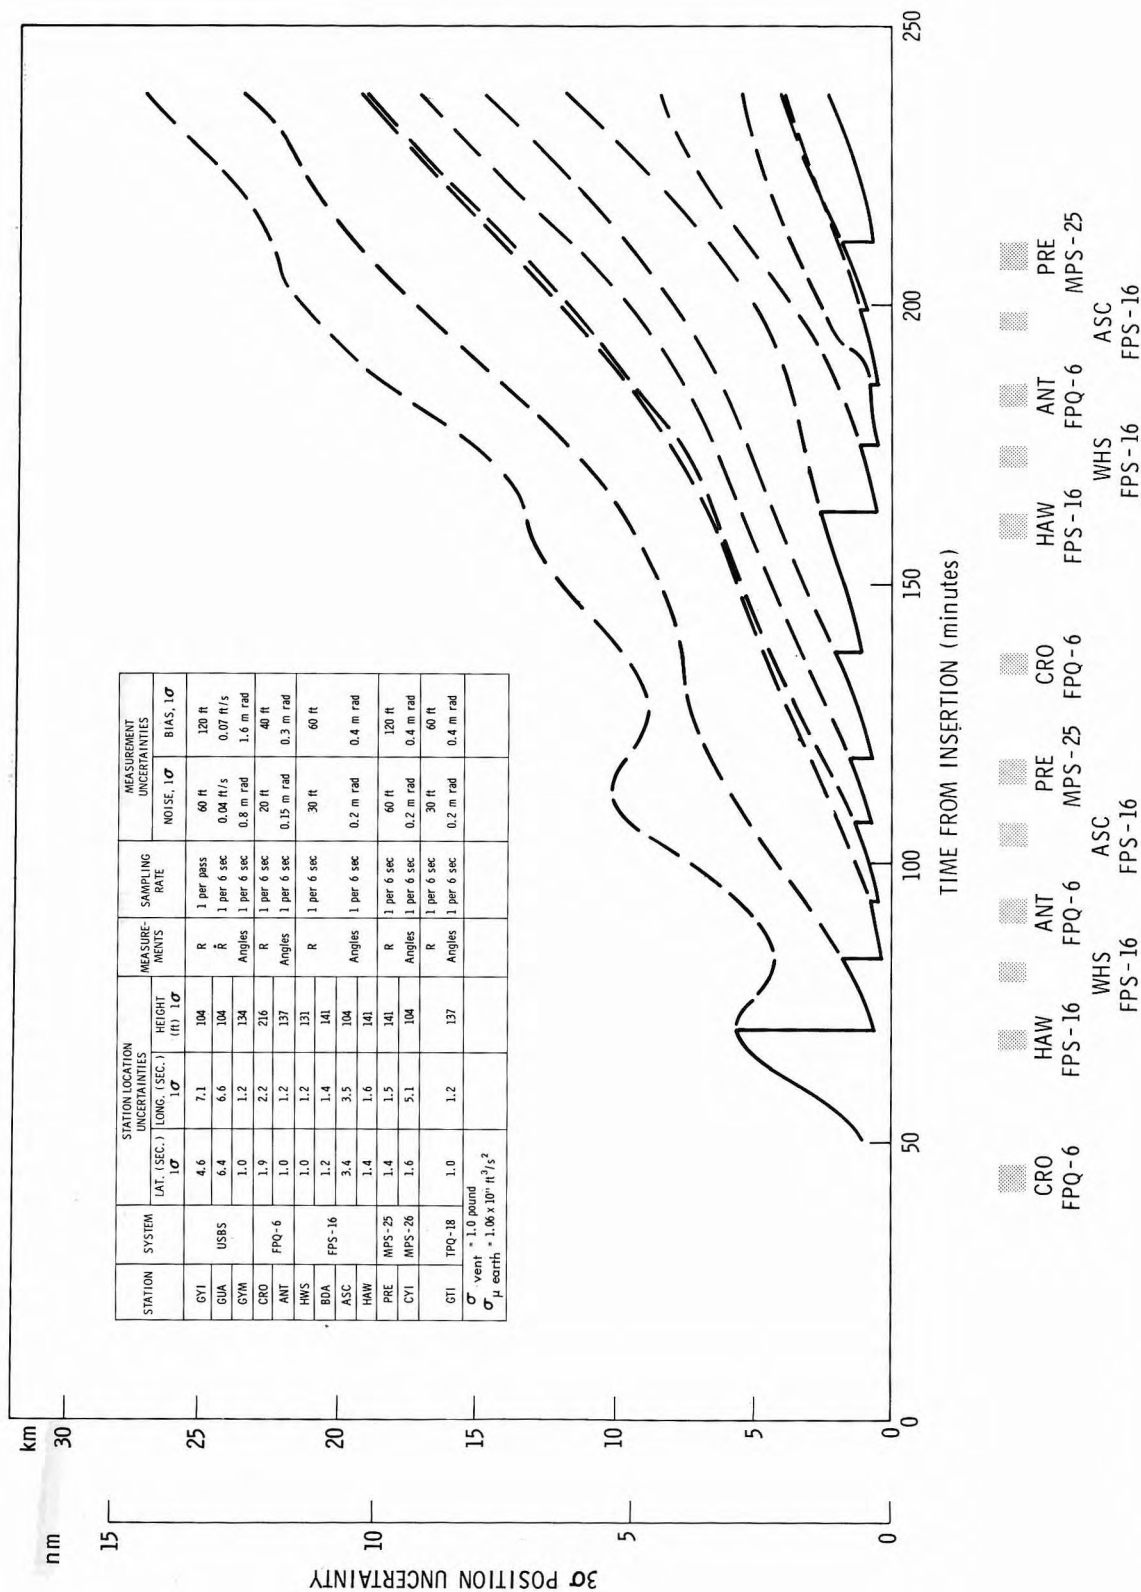 3σ POSITION UNCERTAINTY
nm
15
10
5
0
km
30
25
20
15
10
5
0
STATION
SYSTEM
STATION LOCATION UNCERTAINTIES
LAT. (SEC.) 1σ
LONG. (SEC.) 1σ
HEIGHT (ft) 1σ
MEASURE-MENTS
SAMPLING RATE
MEASUREMENT UNCERTAINTIES
NOISE, 1σ
BIAS, 1σ
GYI 4.6 7.1 104 R 1 per pass 60 ft 120 ft
GUA USBS 6.4 6.6 104 Ṙ 1 per 6 sec 0.04 ft/s 0.07 ft/s
GYM 1.0 1.2 134 Angles 1 per 6 sec 0.8 m rad 1.6 m rad
CRO FPQ-6 1.9 2.2 216 R 1 per 6 sec 20 ft 40 ft
ANT 1.0 1.2 137 Angles 1 per 6 sec 0.15 m rad 0.3 m rad
HWS 1.0 1.2 131 R 1 per 6 sec 30 ft 60 ft
BDA FPS-16 1.2 1.4 141
ASC 3.4 3.5 104 Angles 1 per 6 sec 0.2 m rad 0.4 m rad
HAW 1.4 1.6 141
PRE MPS-25 1.4 1.5 141 R 1 per 6 sec 60 ft 120 ft
CYI MPS-26 1.6 5.1 104 Angles 1 per 6 sec 0.2 m rad 0.4 m rad
R 1 per 6 sec 30 ft 60 ft
GTI TPQ-18 1.0 1.2 137 Angles 1 per 6 sec 0.2 m rad 0.4 m rad
σ vent = 1.0 pound
σ μ earth = 1.06 x 10¹¹ ft³/s²
0
50
100
150
200
250
TIME FROM INSERTION (minutes)
CRO FPQ-6
HAW FPS-16
WHS FPS-16
ANT FPQ-6
ASC FPS-16
PRE MPS-25
CRO FPQ-6
HAW FPS-16
WHS FPS-16
ANT FPQ-6
ASC FPS-16
PRE MPS-25